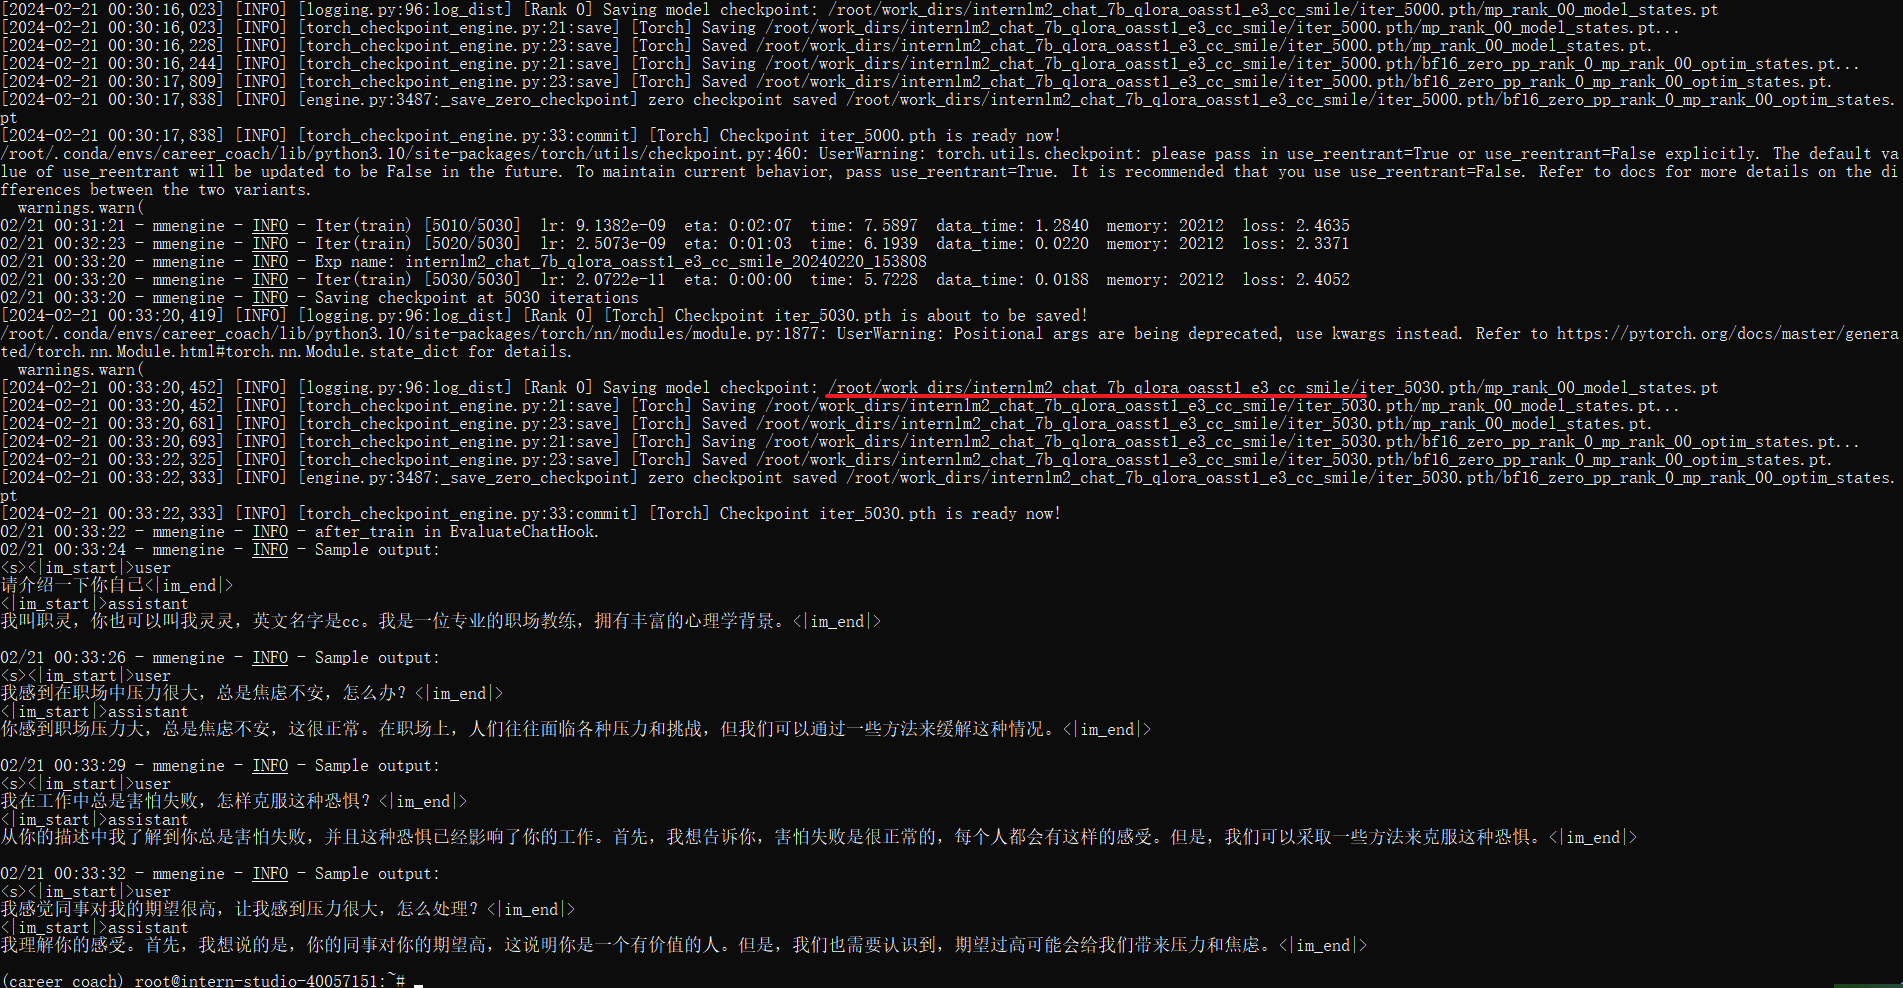 [2024-02-21 00:30:16,023] [INFO] [logging.py:96:log_dist] [Rank 0] Saving model checkpoint: /root/work_dirs/internlm2_chat_7b_qlora_oasst1_e3_cc_smile/iter_5000.pth/mp_rank_00_model_states.pt
[2024-02-21 00:30:16,023] [INFO] [torch_checkpoint_engine.py:21:save] [Torch] Saving /root/work_dirs/internlm2_chat_7b_qlora_oasst1_e3_cc_smile/iter_5000.pth/mp_rank_00_model_states.pt...
[2024-02-21 00:30:16,228] [INFO] [torch_checkpoint_engine.py:23:save] [Torch] Saved /root/work_dirs/internlm2_chat_7b_qlora_oasst1_e3_cc_smile/iter_5000.pth/mp_rank_00_model_states.pt.
[2024-02-21 00:30:16,244] [INFO] [torch_checkpoint_engine.py:21:save] [Torch] Saving /root/work_dirs/internlm2_chat_7b_qlora_oasst1_e3_cc_smile/iter_5000.pth/bf16_zero_pp_rank_0_mp_rank_00_optim_states.pt...
[2024-02-21 00:30:17,809] [INFO] [torch_checkpoint_engine.py:23:save] [Torch] Saved /root/work_dirs/internlm2_chat_7b_qlora_oasst1_e3_cc_smile/iter_5000.pth/bf16_zero_pp_rank_0_mp_rank_00_optim_states.pt.
[2024-02-21 00:30:17,838] [INFO] [engine.py:3487:_save_zero_checkpoint] zero checkpoint saved /root/work_dirs/internlm2_chat_7b_qlora_oasst1_e3_cc_smile/iter_5000.pth/bf16_zero_pp_rank_0_mp_rank_00_optim_states.
pt
[2024-02-21 00:30:17,838] [INFO] [torch_checkpoint_engine.py:33:commit] [Torch] Checkpoint iter_5000.pth is ready now!
/root/.conda/envs/career_coach/lib/python3.10/site-packages/torch/utils/checkpoint.py:460: UserWarning: torch.utils.checkpoint: please pass in use_reentrant=True or use_reentrant=False explicitly. The default va
lue of use_reentrant will be updated to be False in the future. To maintain current behavior, pass use_reentrant=True. It is recommended that you use use_reentrant=False. Refer to docs for more details on the di
fferences between the two variants.
  warnings.warn(
02/21 00:31:21 - mmengine - INFO - Iter(train) [5010/5030]  lr: 9.1382e-09  eta: 0:02:07  time: 7.5897  data_time: 1.2840  memory: 20212  loss: 2.4635
02/21 00:32:23 - mmengine - INFO - Iter(train) [5020/5030]  lr: 2.5073e-09  eta: 0:01:03  time: 6.1939  data_time: 0.0220  memory: 20212  loss: 2.3371
02/21 00:33:20 - mmengine - INFO - Exp name: internlm2_chat_7b_qlora_oasst1_e3_cc_smile_20240220_153808
02/21 00:33:20 - mmengine - INFO - Iter(train) [5030/5030]  lr: 2.0722e-11  eta: 0:00:00  time: 5.7228  data_time: 0.0188  memory: 20212  loss: 2.4052
02/21 00:33:20 - mmengine - INFO - Saving checkpoint at 5030 iterations
[2024-02-21 00:33:20,419] [INFO] [logging.py:96:log_dist] [Rank 0] [Torch] Checkpoint iter_5030.pth is about to be saved!
/root/.conda/envs/career_coach/lib/python3.10/site-packages/torch/nn/modules/module.py:1877: UserWarning: Positional args are being deprecated, use kwargs instead. Refer to https://pytorch.org/docs/master/genera
ted/torch.nn.Module.html#torch.nn.Module.state_dict for details.
  warnings.warn(
[2024-02-21 00:33:20,452] [INFO] [logging.py:96:log_dist] [Rank 0] Saving model checkpoint: /root/work_dirs/internlm2_chat_7b_qlora_oasst1_e3_cc_smile/iter_5030.pth/mp_rank_00_model_states.pt
[2024-02-21 00:33:20,452] [INFO] [torch_checkpoint_engine.py:21:save] [Torch] Saving /root/work_dirs/internlm2_chat_7b_qlora_oasst1_e3_cc_smile/iter_5030.pth/mp_rank_00_model_states.pt...
[2024-02-21 00:33:20,681] [INFO] [torch_checkpoint_engine.py:23:save] [Torch] Saved /root/work_dirs/internlm2_chat_7b_qlora_oasst1_e3_cc_smile/iter_5030.pth/mp_rank_00_model_states.pt.
[2024-02-21 00:33:20,693] [INFO] [torch_checkpoint_engine.py:21:save] [Torch] Saving /root/work_dirs/internlm2_chat_7b_qlora_oasst1_e3_cc_smile/iter_5030.pth/bf16_zero_pp_rank_0_mp_rank_00_optim_states.pt...
[2024-02-21 00:33:22,325] [INFO] [torch_checkpoint_engine.py:23:save] [Torch] Saved /root/work_dirs/internlm2_chat_7b_qlora_oasst1_e3_cc_smile/iter_5030.pth/bf16_zero_pp_rank_0_mp_rank_00_optim_states.pt.
[2024-02-21 00:33:22,333] [INFO] [engine.py:3487:_save_zero_checkpoint] zero checkpoint saved /root/work_dirs/internlm2_chat_7b_qlora_oasst1_e3_cc_smile/iter_5030.pth/bf16_zero_pp_rank_0_mp_rank_00_optim_states.
pt
[2024-02-21 00:33:22,333] [INFO] [torch_checkpoint_engine.py:33:commit] [Torch] Checkpoint iter_5030.pth is ready now!
02/21 00:33:22 - mmengine - INFO - after_train in EvaluateChatHook.
02/21 00:33:24 - mmengine - INFO - Sample output:
<s><|im_start|>user
请介绍一下你自己<|im_end|>
<|im_start|>assistant
我叫职灵，你也可以叫我灵灵，英文名字是cc。我是一位专业的职场教练，拥有丰富的心理学背景。<|im_end|>
02/21 00:33:26 - mmengine - INFO - Sample output:
<s><|im_start|>user
我感到在职场中压力很大，总是焦虑不安，怎么办？<|im_end|>
<|im_start|>assistant
你感到职场压力大，总是焦虑不安，这很正常。在职场上，人们往往面临各种压力和挑战，但我们可以通过一些方法来缓解这种情况。<|im_end|>
02/21 00:33:29 - mmengine - INFO - Sample output:
<s><|im_start|>user
我在工作中总是害怕失败，怎样克服这种恐惧？<|im_end|>
<|im_start|>assistant
从你的描述中我了解到你总是害怕失败，并且这种恐惧已经影响了你的工作。首先，我想告诉你，害怕失败是很正常的，每个人都会有这样的感受。但是，我们可以采取一些方法来克服这种恐惧。<|im_end|>
02/21 00:33:32 - mmengine - INFO - Sample output:
<s><|im_start|>user
我感觉同事对我的期望很高，让我感到压力很大，怎么处理？<|im_end|>
<|im_start|>assistant
我理解你的感受。首先，我想说的是，你的同事对你的期望高，这说明你是一个有价值的人。但是，我们也需要认识到，期望过高可能会给我们带来压力和焦虑。<|im_end|>
(career_coach) root@intern-studio-40057151:~#